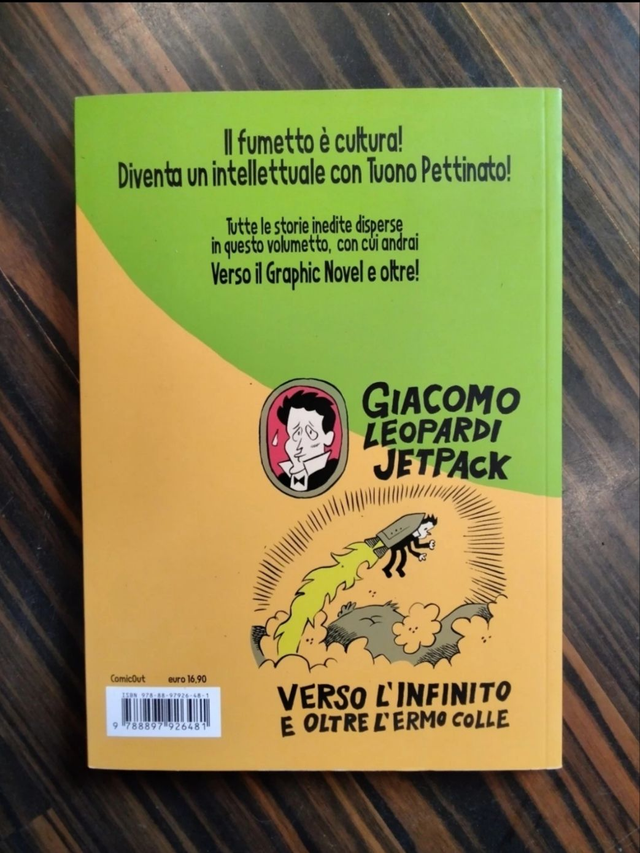 Il fumetto è cultura!
Diventa un intellettuale con Tuono Pettinato!
Tutte le storie inedite disperse
in questo volumetto, con cui andrai
Verso il Graphic Novel e oltre!
GIACOMO
LEOPARDI
JETPACK
VERSO L'INFINITO
E OLTRE L'ERMO COLLE
ComicOut euro 16,90
ISBN 978-88-97926-48-1
9 788897 926481